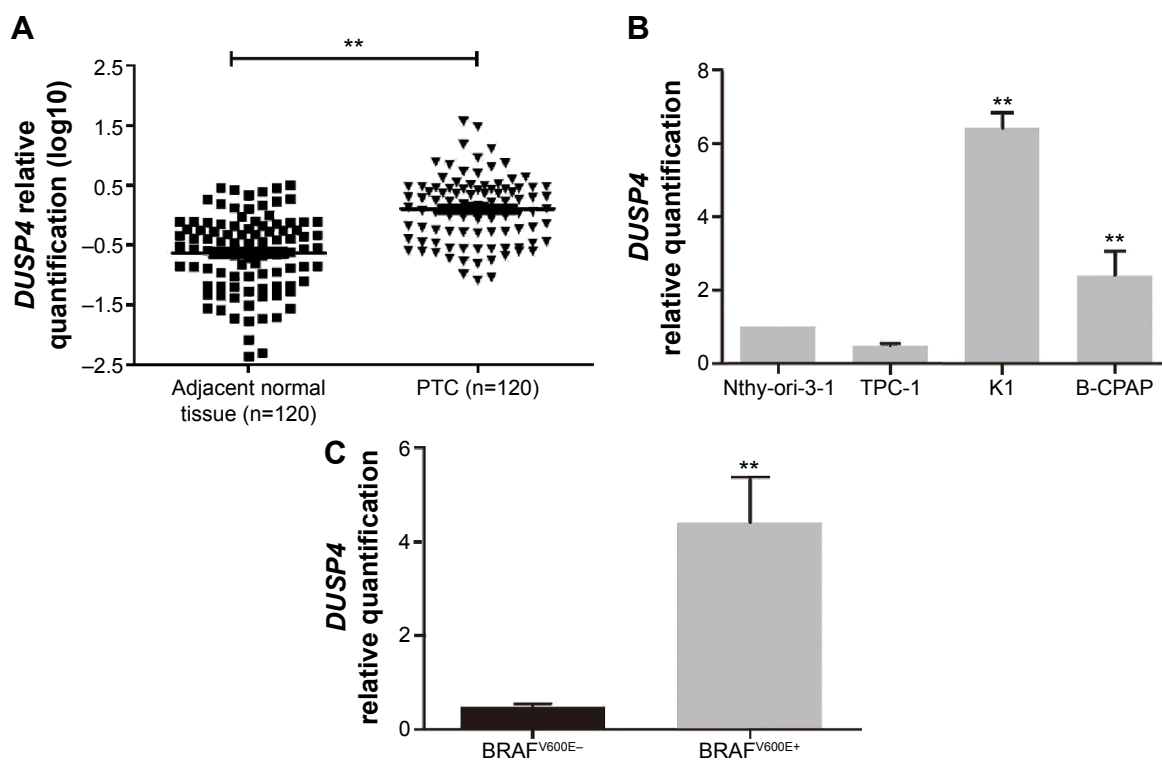 A
**
DUSP4 relative
quantification (log10)
2.5
1.5
0.5
–0.5
–1.5
–2.5
Adjacent normal
tissue (n=120)
PTC (n=120)
B
DUSP4
relative quantification
8
6
4
2
0
**
**
Nthy-ori-3-1
TPC-1
K1
B-CPAP
C
DUSP4
relative quantification
6
4
2
0
**
BRAFV600E–
BRAFV600E+